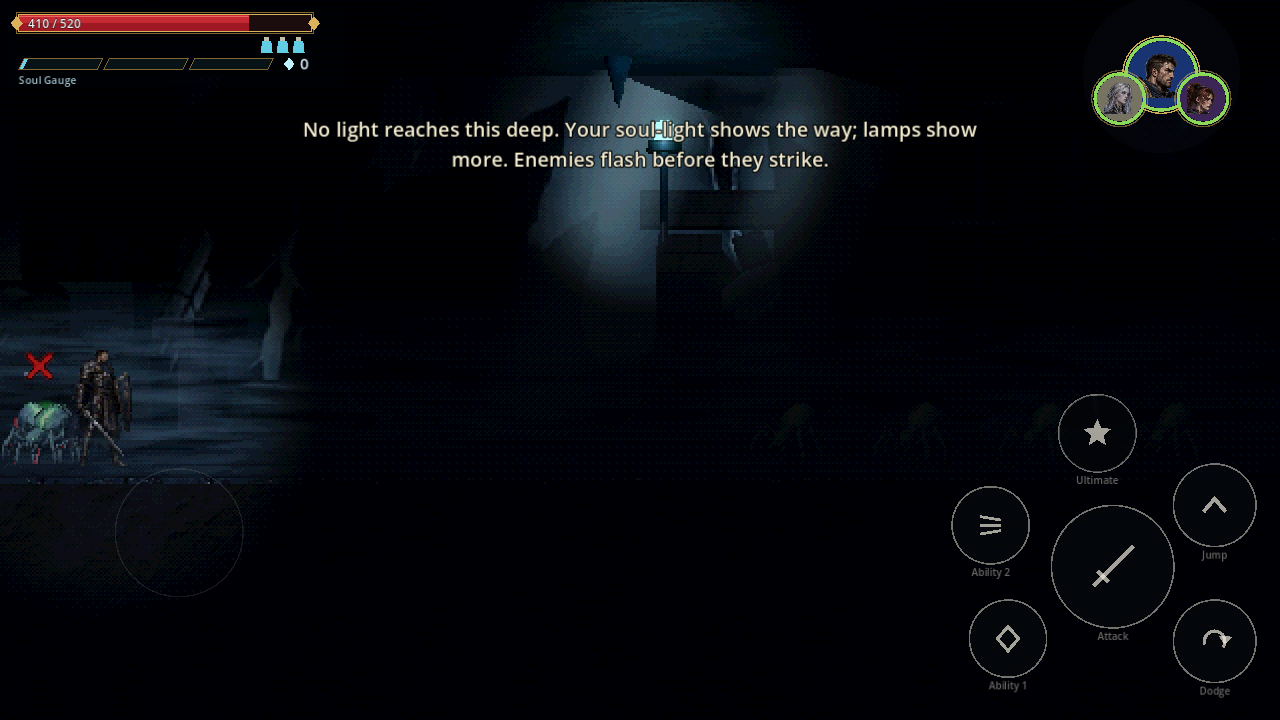 410 / 520
0
Soul Gauge
No light reaches this deep. Your soul-light shows the way; lamps show
more. Enemies flash before they strike.
Ultimate
Jump
Ability 2
Attack
Ability 1
Dodge